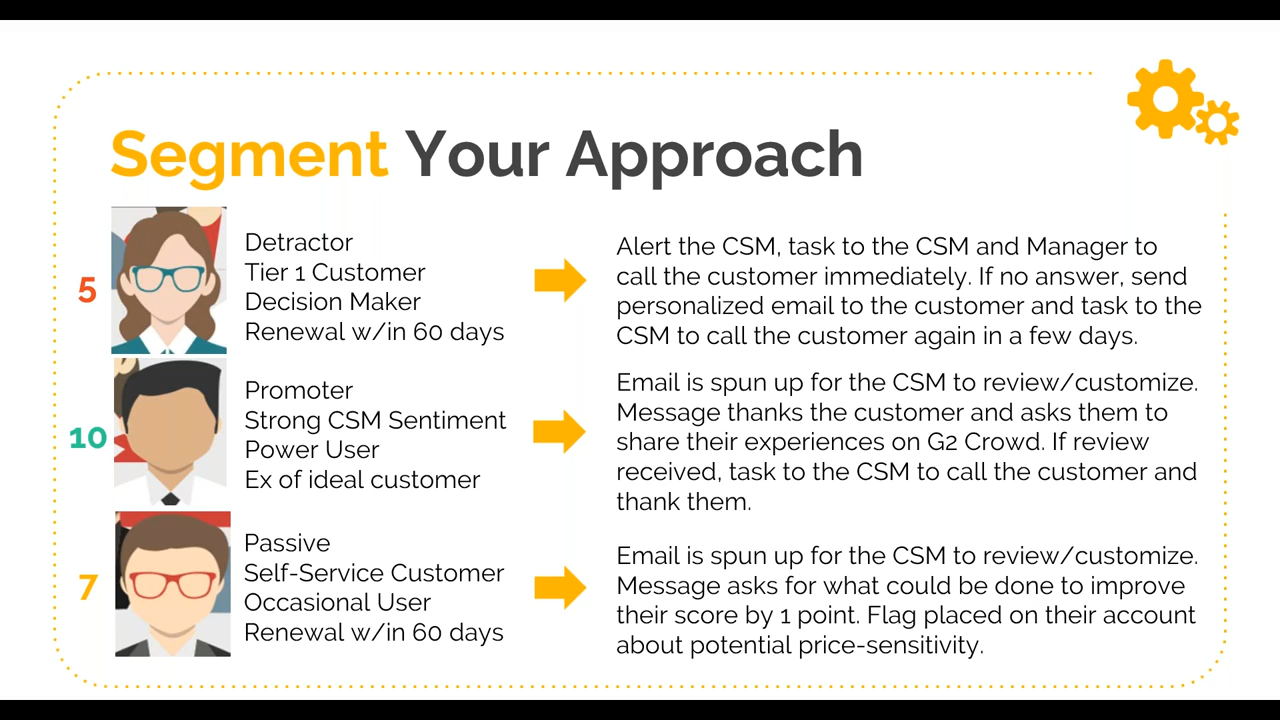 Segment Your Approach
5
Detractor
Tier 1 Customer
Decision Maker
Renewal w/in 60 days
Alert the CSM, task to the CSM and Manager to
call the customer immediately. If no answer, send
personalized email to the customer and task to the
CSM to call the customer again in a few days.
10
Promoter
Strong CSM Sentiment
Power User
Ex of ideal customer
Email is spun up for the CSM to review/customize.
Message thanks the customer and asks them to
share their experiences on G2 Crowd. If review
received, task to the CSM to call the customer and
thank them.
7
Passive
Self-Service Customer
Occasional User
Renewal w/in 60 days
Email is spun up for the CSM to review/customize.
Message asks for what could be done to improve
their score by 1 point. Flag placed on their account
about potential price-sensitivity.